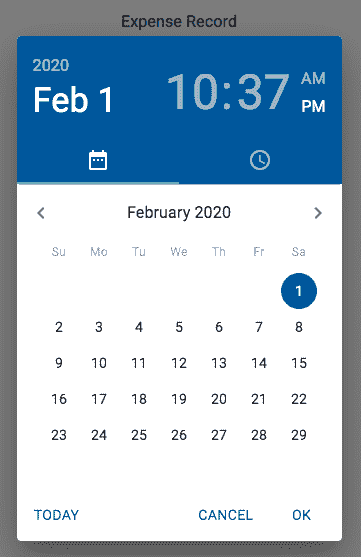 Expense Record
2020
Feb 1
10:37
AM
PM
February 2020
Su Mo Tu We Th Fr Sa
1
2 3 4 5 6 7 8
9 10 11 12 13 14 15
16 17 18 19 20 21 22
23 24 25 26 27 28 29
TODAY CANCEL OK